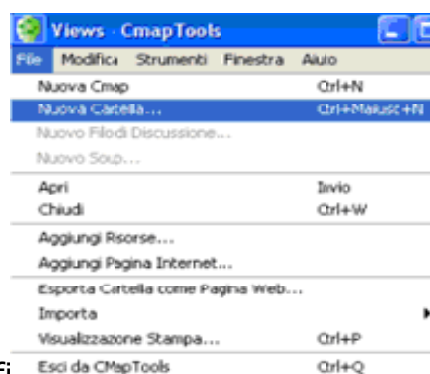 Views - CmapTools
File Modifica Strumenti Finestra Aiuto
Nuova Cmap Ctrl+N
Nuova Cartella... Ctrl+Maiusc+N
Nuovo Filo di Discussione...
Nuovo Soup...
Apri Invio
Chiudi Ctrl+W
Aggiungi Risorse...
Aggiungi Pagina Internet...
Esporta Cartella come Pagina Web...
Importa
Visualizzazione Stampa... Ctrl+P
Esci da CMapTools Ctrl+Q
Fi